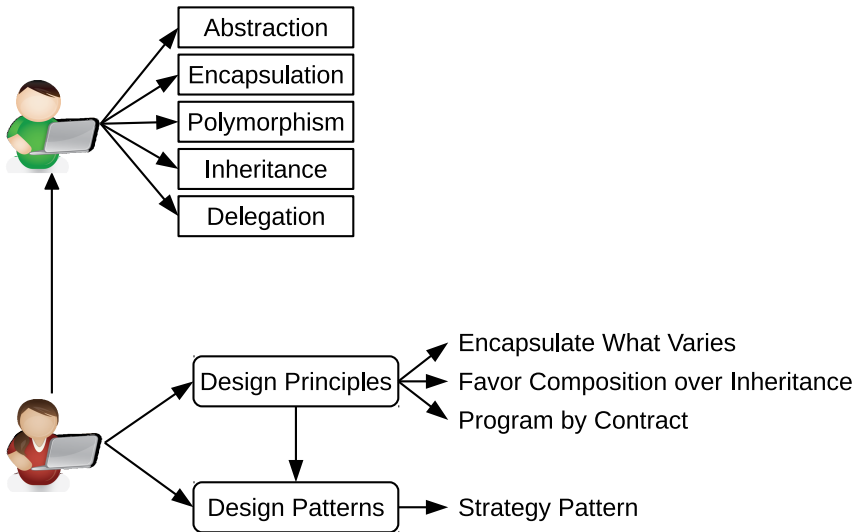 Abstraction
Encapsulation
Polymorphism
Inheritance
Delegation
Encapsulate What Varies
Design Principles
Favor Composition over Inheritance
Program by Contract
Design Patterns
Strategy Pattern